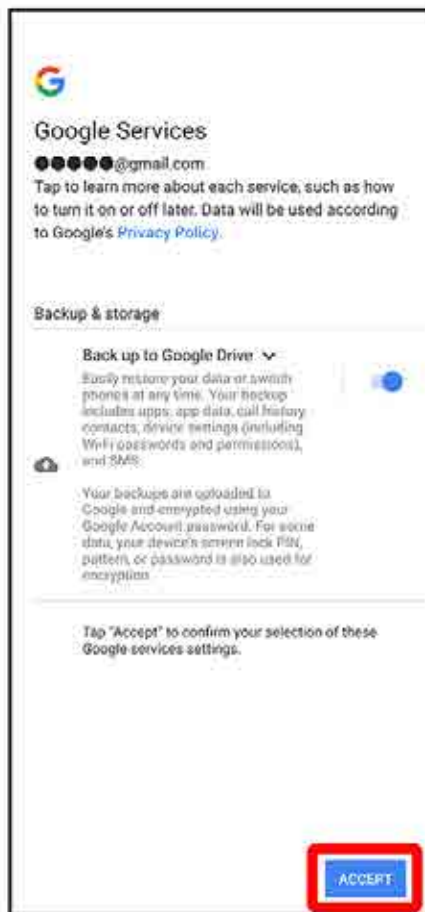 Google Services
●●●●●@gmail.com
Tap to learn more about each service, such as how
to turn it on or off later. Data will be used according
to Google's Privacy Policy.
Backup & storage
Back up to Google Drive
Easily restore your data or switch
phones at any time. Your backup
includes apps, app data, call history,
contacts, device settings (including
Wi-Fi passwords and permissions),
and SMS.
Your backups are uploaded to
Google and encrypted using your
Google Account password. For some
data, your device's screen lock PIN,
pattern, or password is also used for
encryption.
Tap "Accept" to confirm your selection of these
Google services settings.
ACCEPT